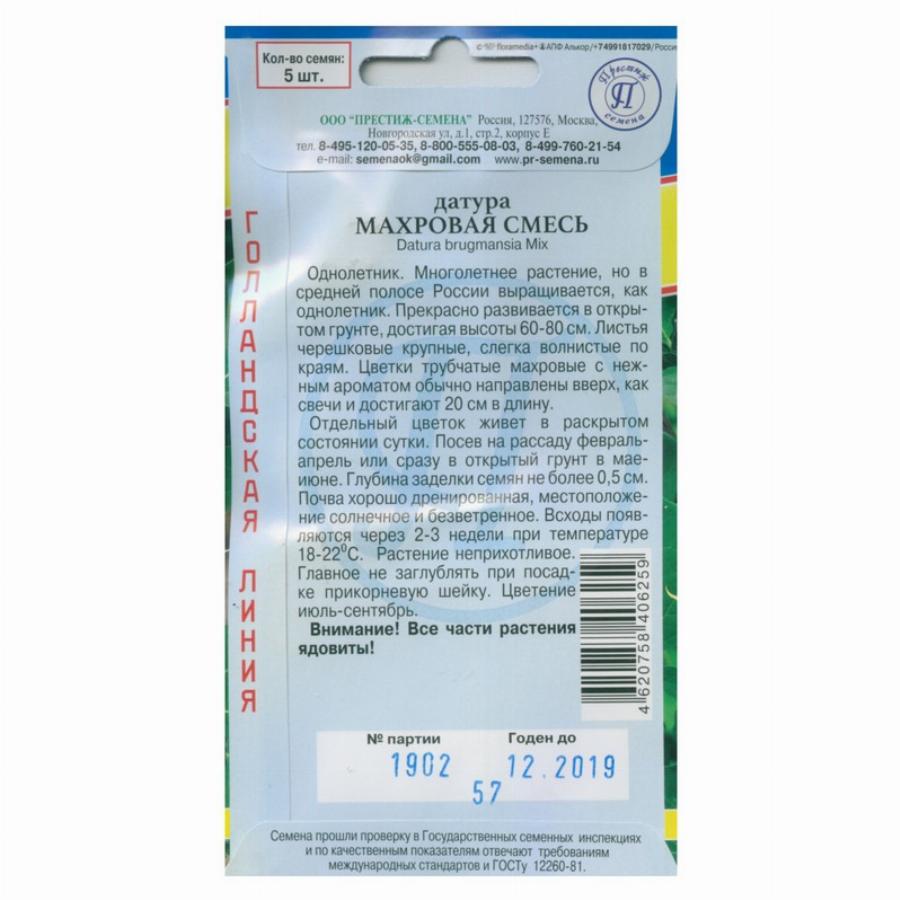 Кол-во семян:
5 шт.
floramedia+ АПФ Алькор/+74991817029/Россия
Престиж
П
семена
ООО "ПРЕСТИЖ-СЕМЕНА" Россия, 127576, Москва,
Новгородская ул, д.1, стр.2, корпус Е
тел. 8-495-120-05-35, 8-800-555-08-03, 8-499-760-21-54
e-mail: semenaok@gmail.com www.pr-semena.ru
ГОЛЛАНДСКАЯ ЛИНИЯ
датура
МАХРОВАЯ СМЕСЬ
Datura brugmansia Mix
Однолетник. Многолетнее растение, но в
средней полосе России выращивается, как
однолетник. Прекрасно развивается в откры-
том грунте, достигая высоты 60-80 см. Листья
черешковые крупные, слегка волнистые по
краям. Цветки трубчатые махровые с неж-
ным ароматом обычно направлены вверх, как
свечи и достигают 20 см в длину.
Отдельный цветок живет в раскрытом
состоянии сутки. Посев на рассаду февраль-
апрель или сразу в открытый грунт в мае-
июне. Глубина заделки семян не более 0,5 см.
Почва хорошо дренированная, местоположе-
ние солнечное и безветренное. Всходы появ-
ляются через 2-3 недели при температуре
18-22⁰С. Растение неприхотливое.
Главное не заглублять при посад-
ке прикорневую шейку. Цветение
июль-сентябрь.
Внимание! Все части растения
ядовиты!
4 620758 406259
№ партии Годен до
1902 12.2019
57
Семена прошли проверку в Государственных семенных инспекциях
и по качественным показателям отвечают требованиям
международных стандартов и ГОСТу 12260-81.